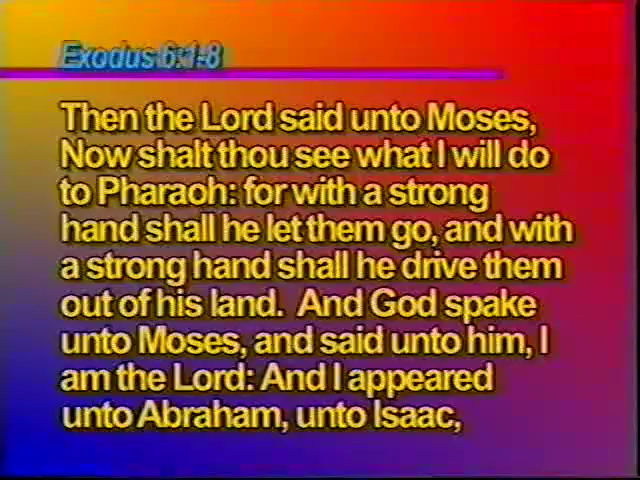 Exodus 6:1-8
Then the Lord said unto Moses,
Now shalt thou see what I will do
to Pharaoh: for with a strong
hand shall he let them go, and with
a strong hand shall he drive them
out of his land.  And God spake
unto Moses, and said unto him, I
am the Lord: And I appeared
unto Abraham, unto Isaac,